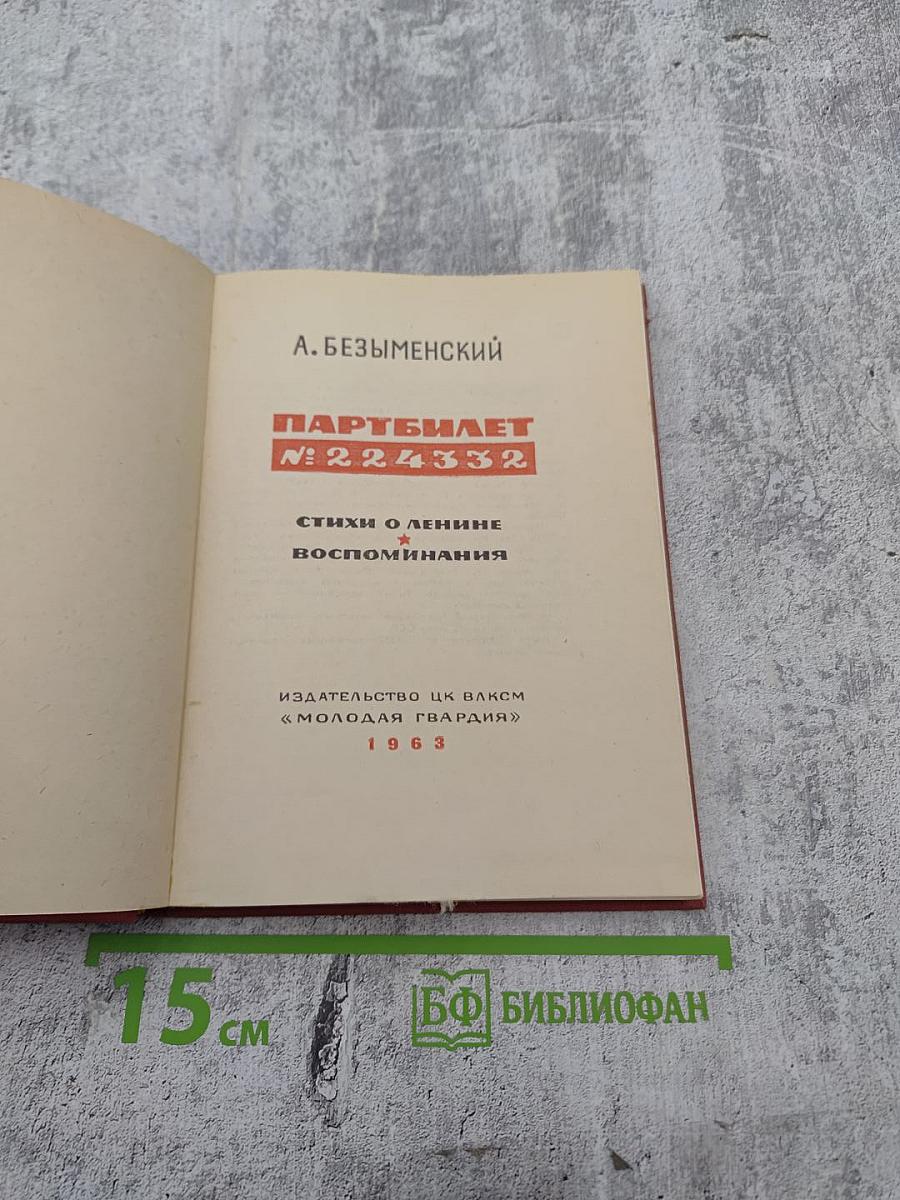 А. БЕЗЫМЕНСКИЙ
ПАРТБИЛЕТ
№ 224332
СТИХИ О ЛЕНИНЕ
ВОСПОМИНАНИЯ
ИЗДАТЕЛЬСТВО ЦК ВЛКСМ
«МОЛОДАЯ ГВАРДИЯ»
1963
15 см
БФ БИБЛИОФАН